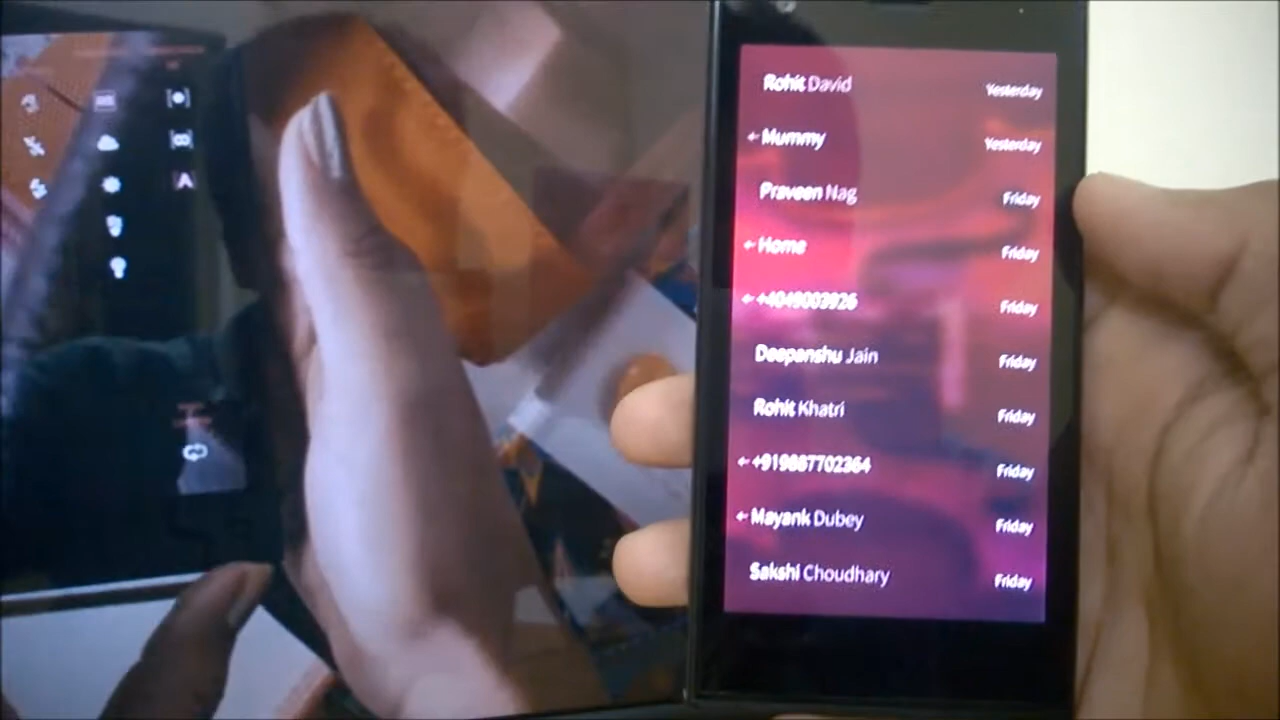 Rohit David Yesterday
← Mummy Yesterday
Praveen Nag Friday
← Home Friday
← +4049003926 Friday
Deepanshu Jain Friday
Rohit Khatri Friday
← +919887702364 Friday
← Mayank Dubey Friday
Sakshi Choudhary Friday
A